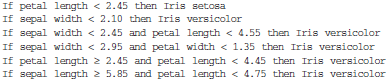 If petal length < 2.45 then Iris setosa
If sepal width < 2.10 then Iris versicolor
If sepal width < 2.45 and petal length < 4.55 then Iris versicolor
If sepal width < 2.95 and petal width < 1.35 then Iris versicolor
If petal length ≥ 2.45 and petal length < 4.45 then Iris versicolor
If sepal length ≥ 5.85 and petal length < 4.75 then Iris versicolor